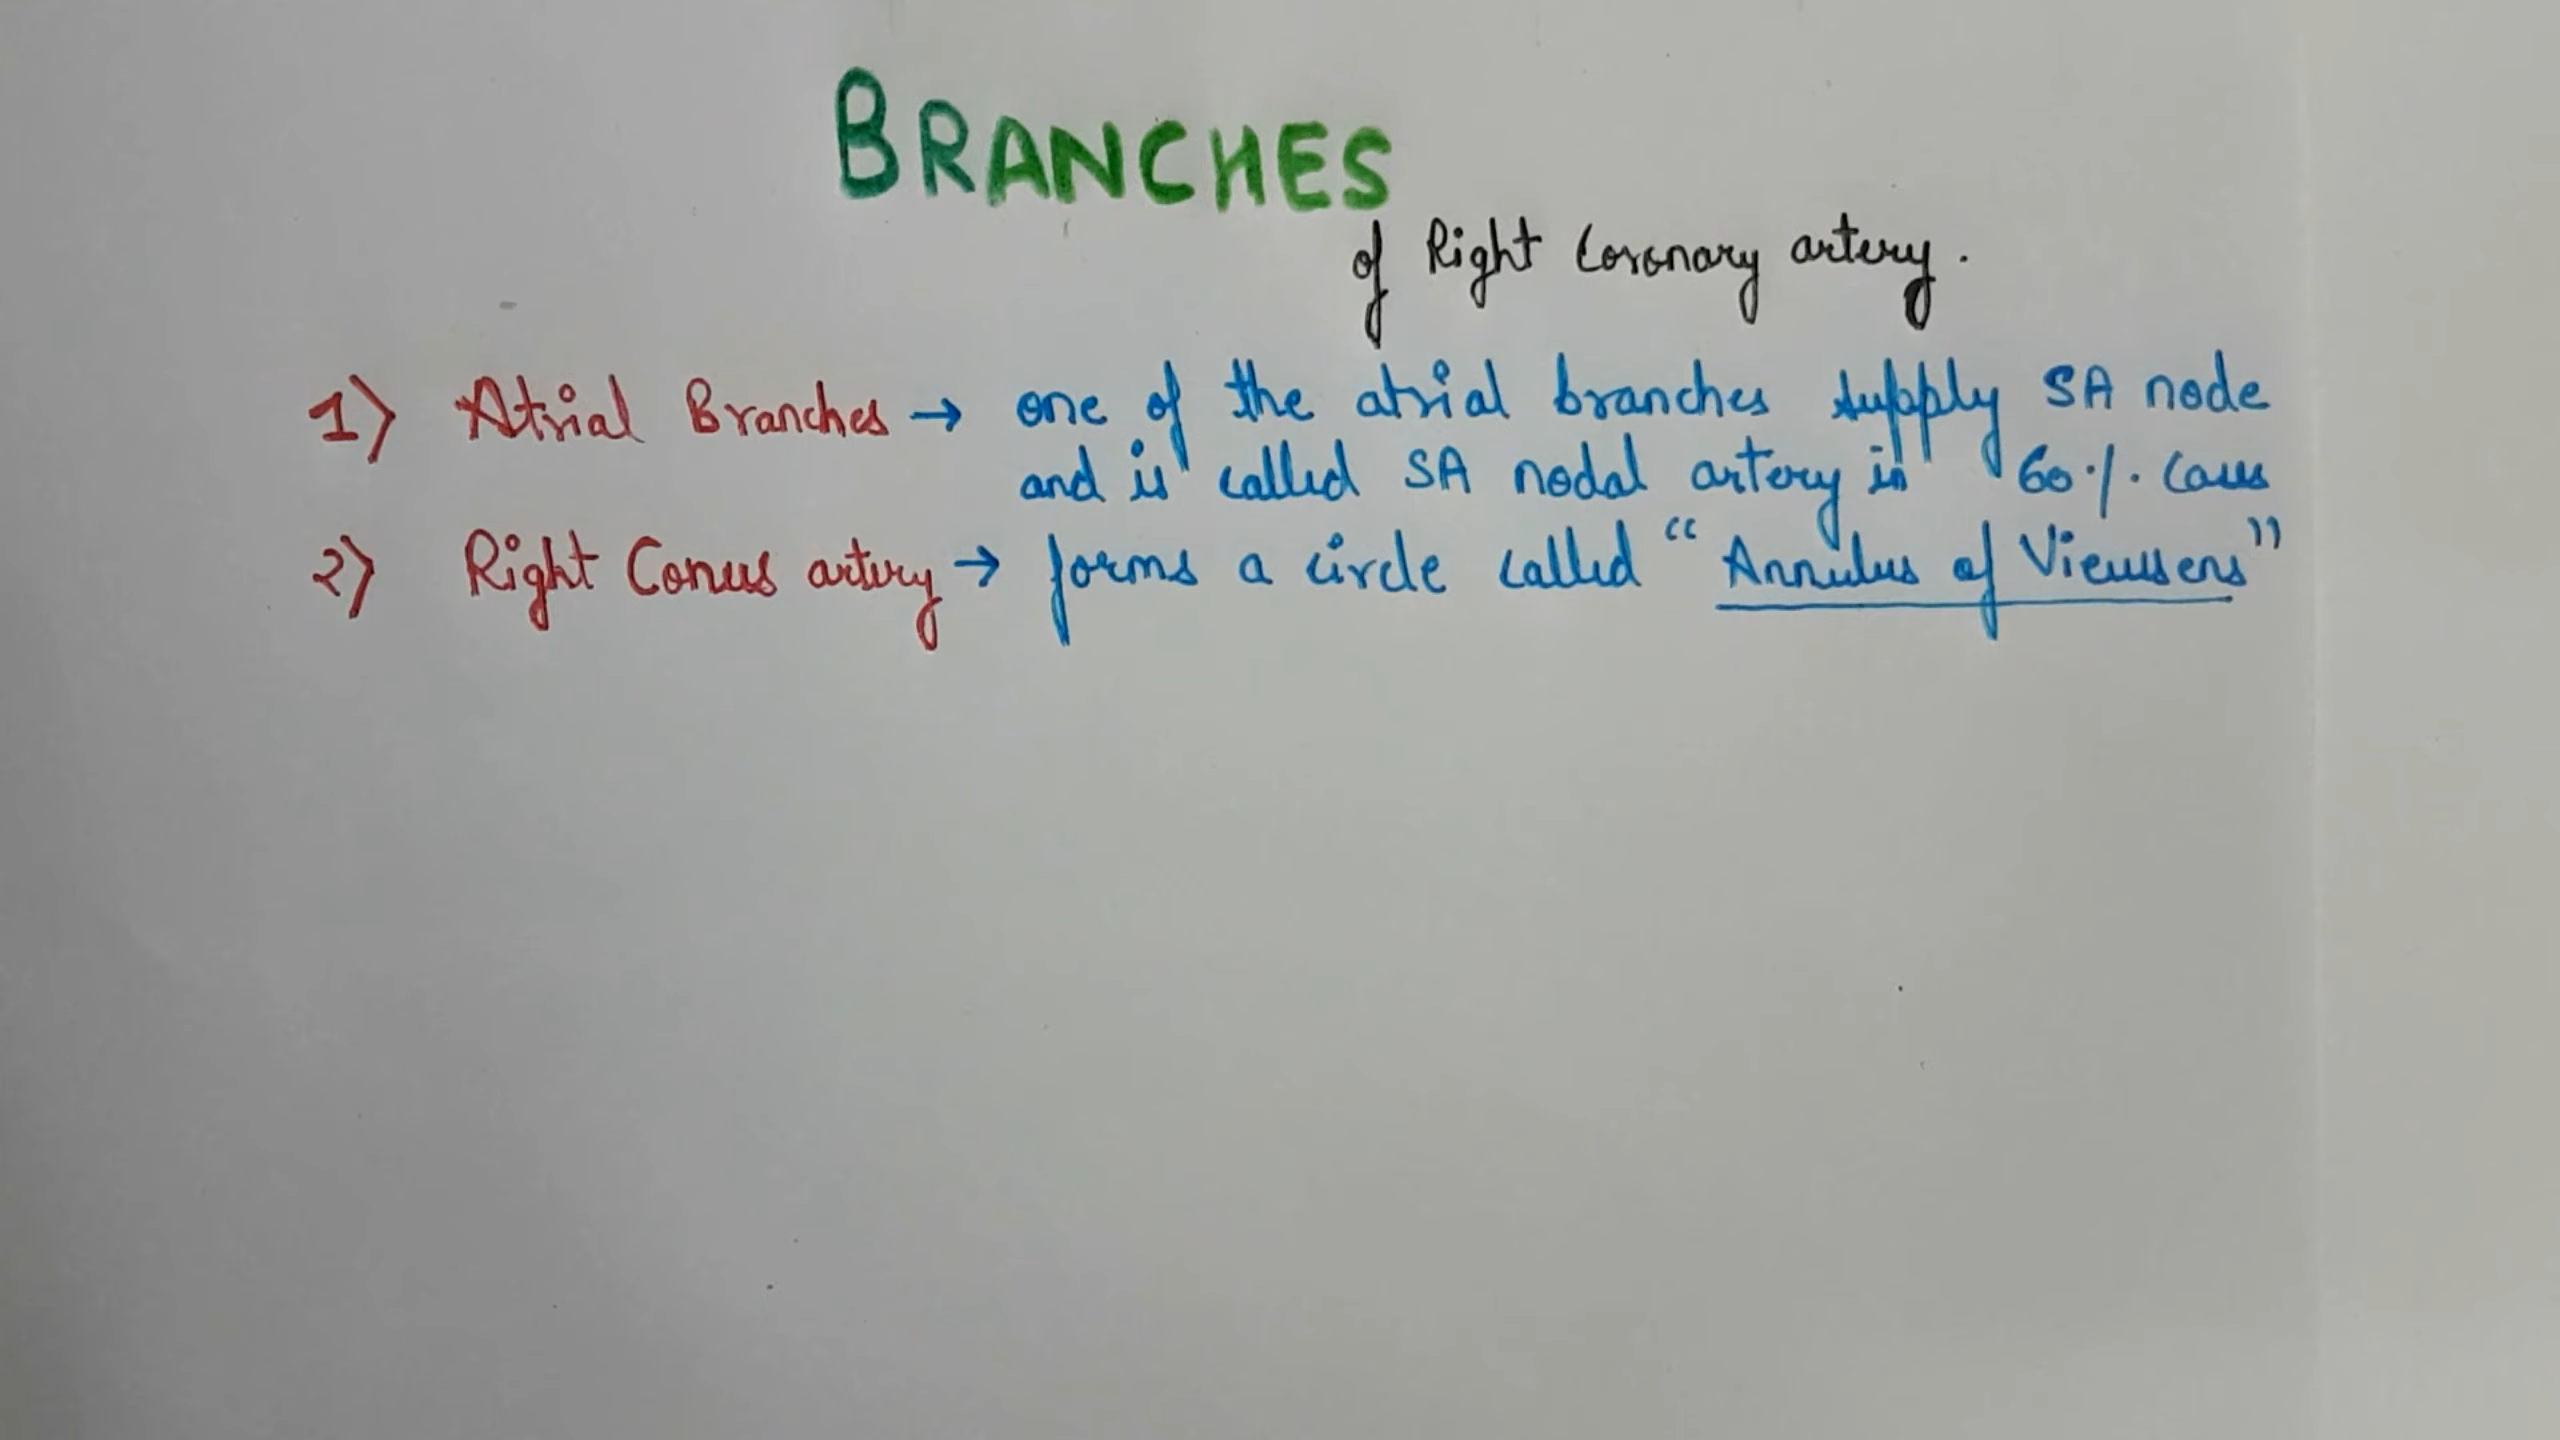 BRANCHES
of Right Coronary artery.
1) Atrial Branches → one of the atrial branches supply SA node
and is called SA nodal artery in 60% Cases
2) Right Conus artery → forms a circle called "Annulus of Vieussens"